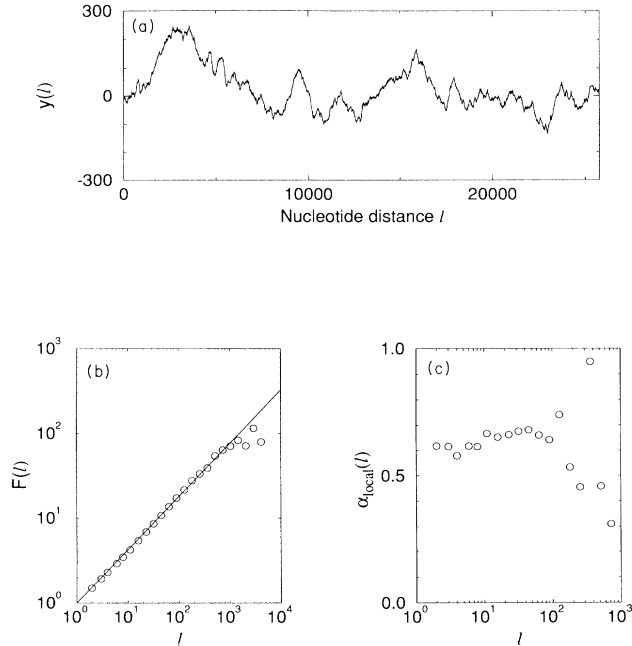 300
(a)
y(l)
0
-300
0 10000 20000
Nucleotide distance l
10³ 1.0
(b) (c)
10²
F(l) 0.5 α_local(l)
10¹
10⁰ 0.0
10⁰ 10¹ 10² 10³ 10⁴ 10⁰ 10¹ 10² 10³
l l